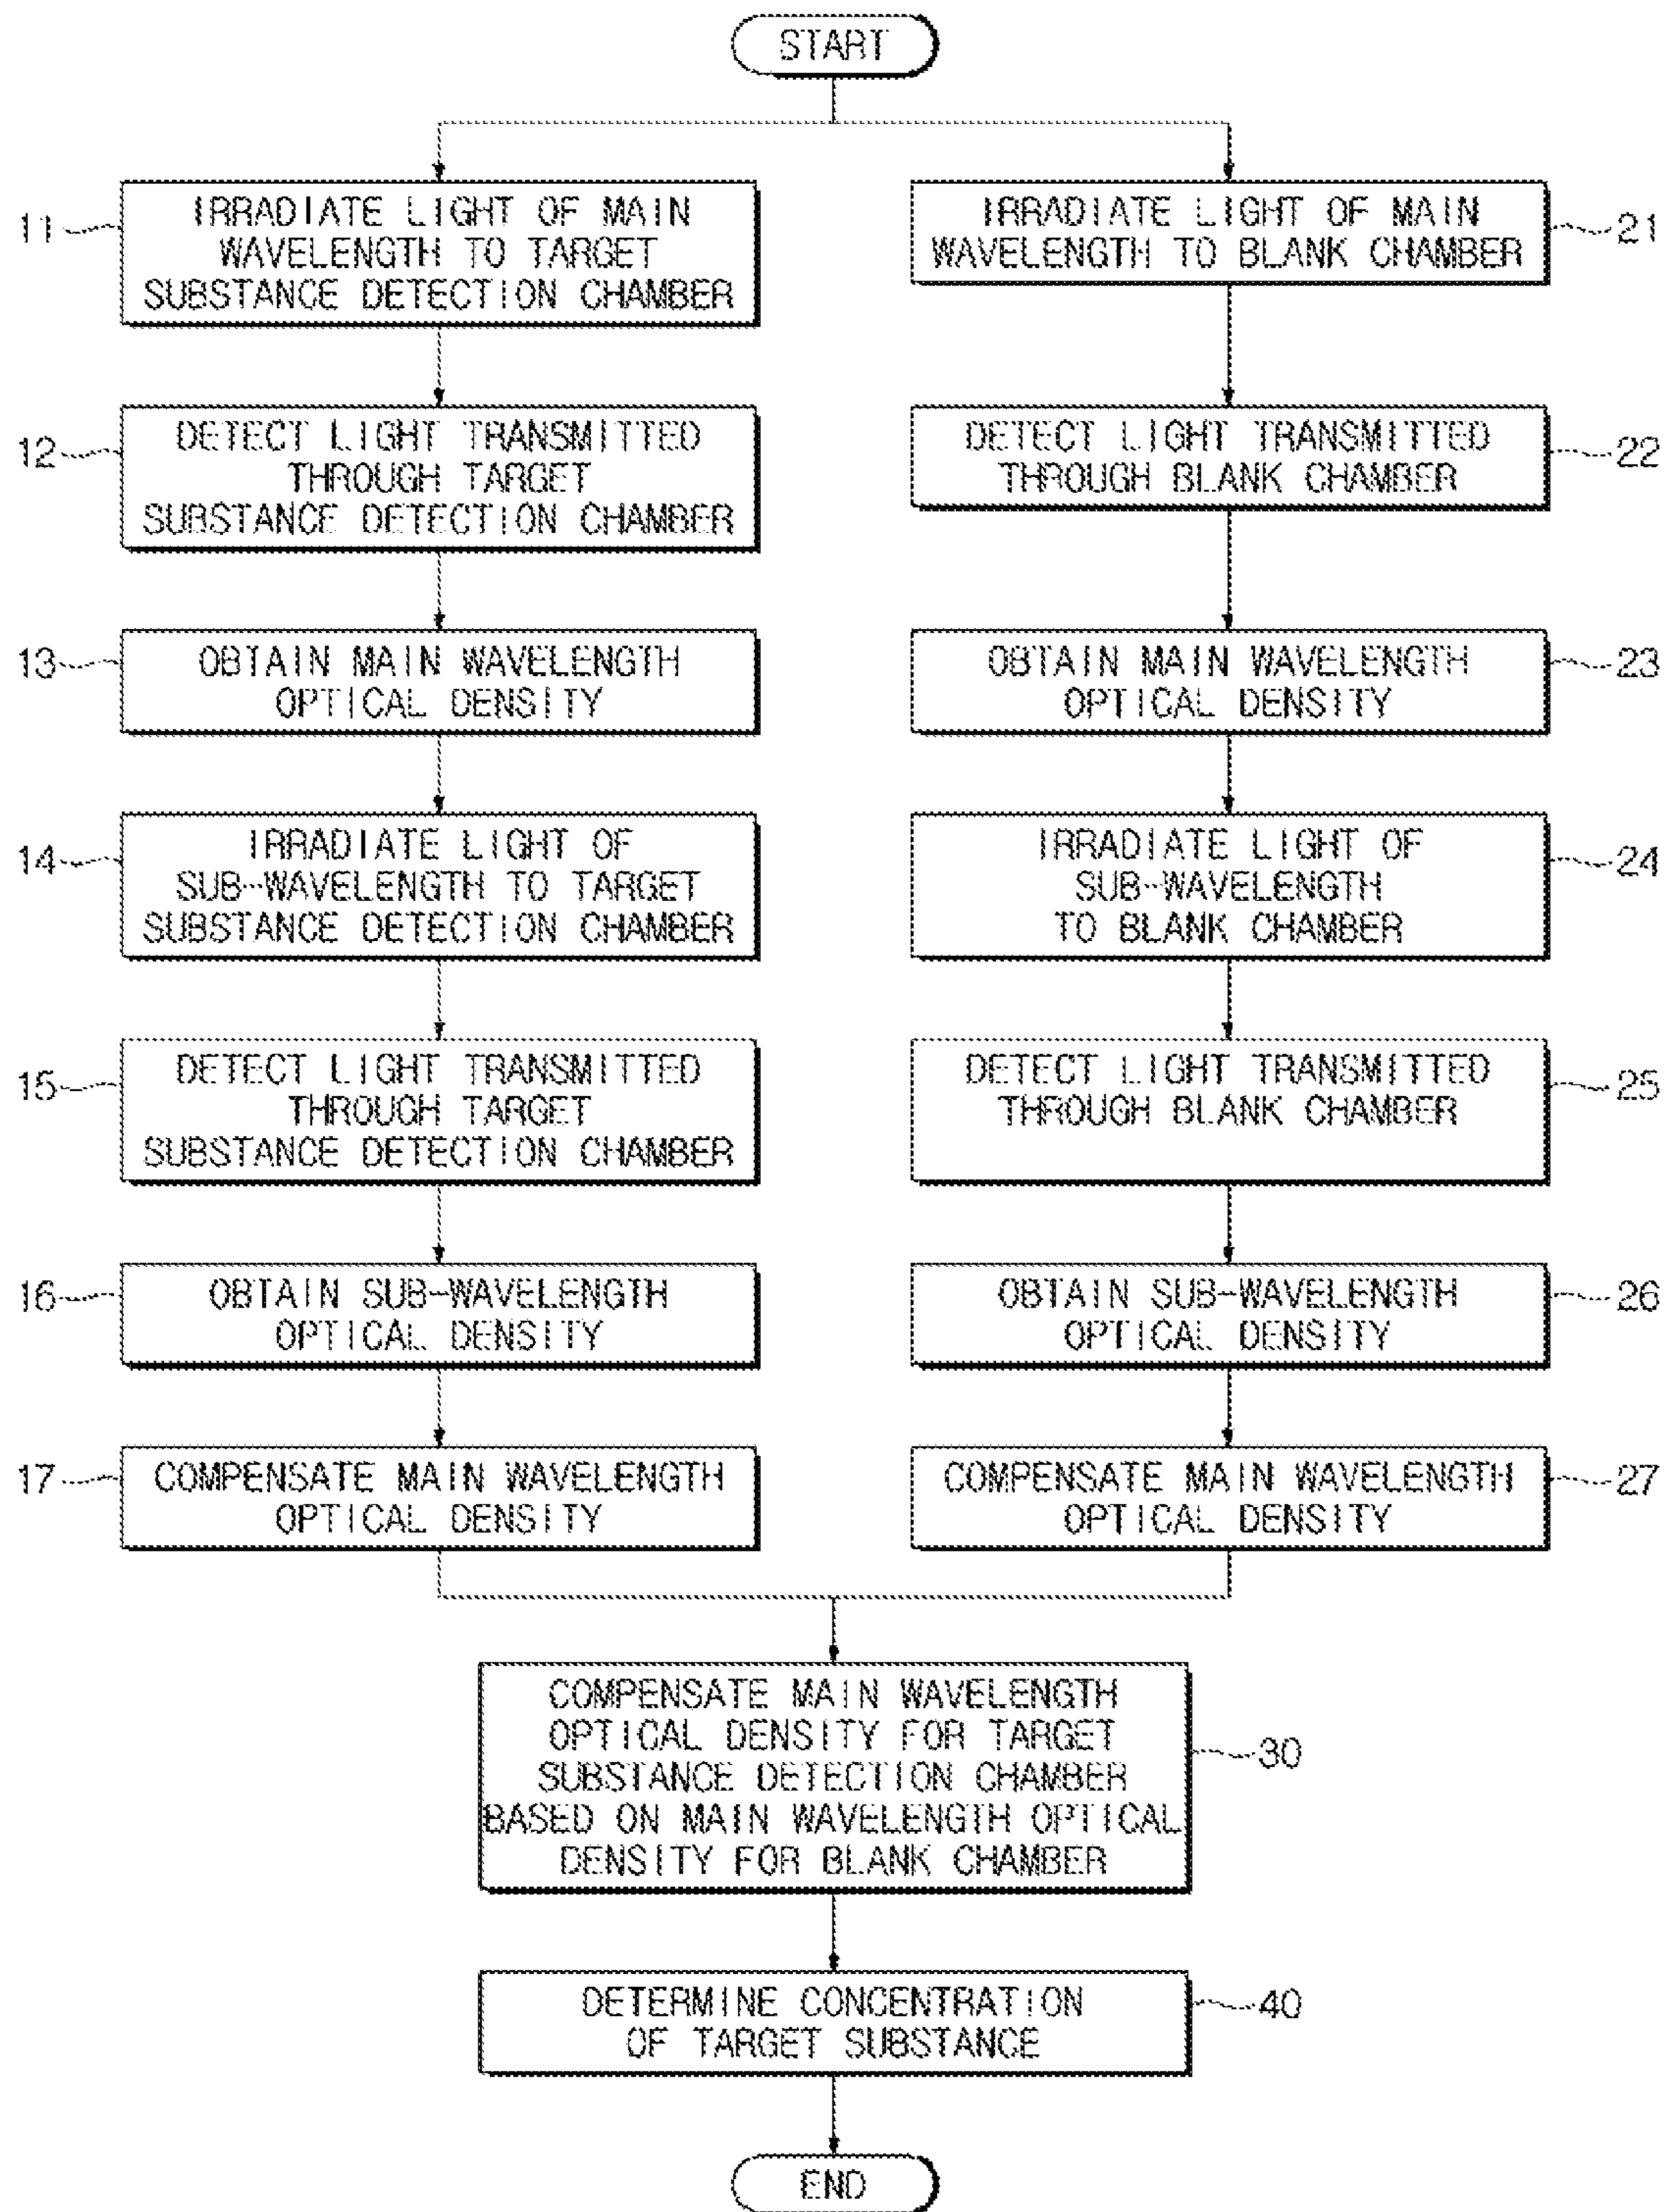 START
11
IRRADIATE LIGHT OF MAIN
WAVELENGTH TO TARGET
SUBSTANCE DETECTION CHAMBER
12
DETECT LIGHT TRANSMITTED
THROUGH TARGET
SUBSTANCE DETECTION CHAMBER
13
OBTAIN MAIN WAVELENGTH
OPTICAL DENSITY
14
IRRADIATE LIGHT OF
SUB-WAVELENGTH TO TARGET
SUBSTANCE DETECTION CHAMBER
15
DETECT LIGHT TRANSMITTED
THROUGH TARGET
SUBSTANCE DETECTION CHAMBER
16
OBTAIN SUB-WAVELENGTH
OPTICAL DENSITY
17
COMPENSATE MAIN WAVELENGTH
OPTICAL DENSITY
IRRADIATE LIGHT OF MAIN
WAVELENGTH TO BLANK CHAMBER
21
DETECT LIGHT TRANSMITTED
THROUGH BLANK CHAMBER
22
OBTAIN MAIN WAVELENGTH
OPTICAL DENSITY
23
IRRADIATE LIGHT OF
SUB-WAVELENGTH
TO BLANK CHAMBER
24
DETECT LIGHT TRANSMITTED
THROUGH BLANK CHAMBER
25
OBTAIN SUB-WAVELENGTH
OPTICAL DENSITY
26
COMPENSATE MAIN WAVELENGTH
OPTICAL DENSITY
27
COMPENSATE MAIN WAVELENGTH
OPTICAL DENSITY FOR TARGET
SUBSTANCE DETECTION CHAMBER
BASED ON MAIN WAVELENGTH OPTICAL
DENSITY FOR BLANK CHAMBER
30
DETERMINE CONCENTRATION
OF TARGET SUBSTANCE
40
END